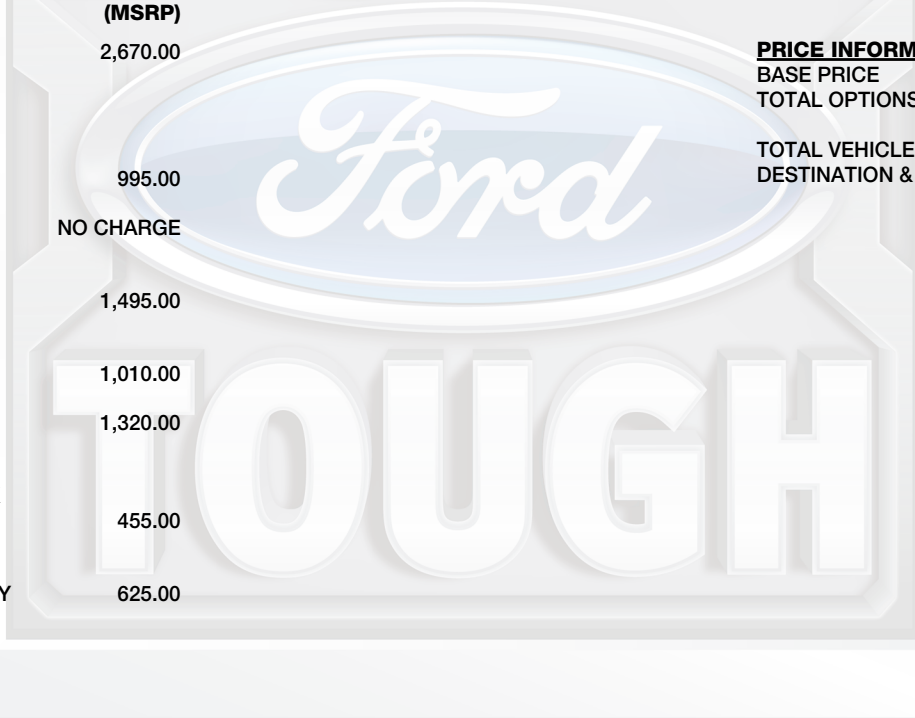 (MSRP)
2,670.00
995.00
NO CHARGE
1,495.00
1,010.00
1,320.00
455.00
Y 625.00
PRICE INFORM
BASE PRICE
TOTAL OPTIONS
TOTAL VEHICLE
DESTINATION &
Ford
TOUGH